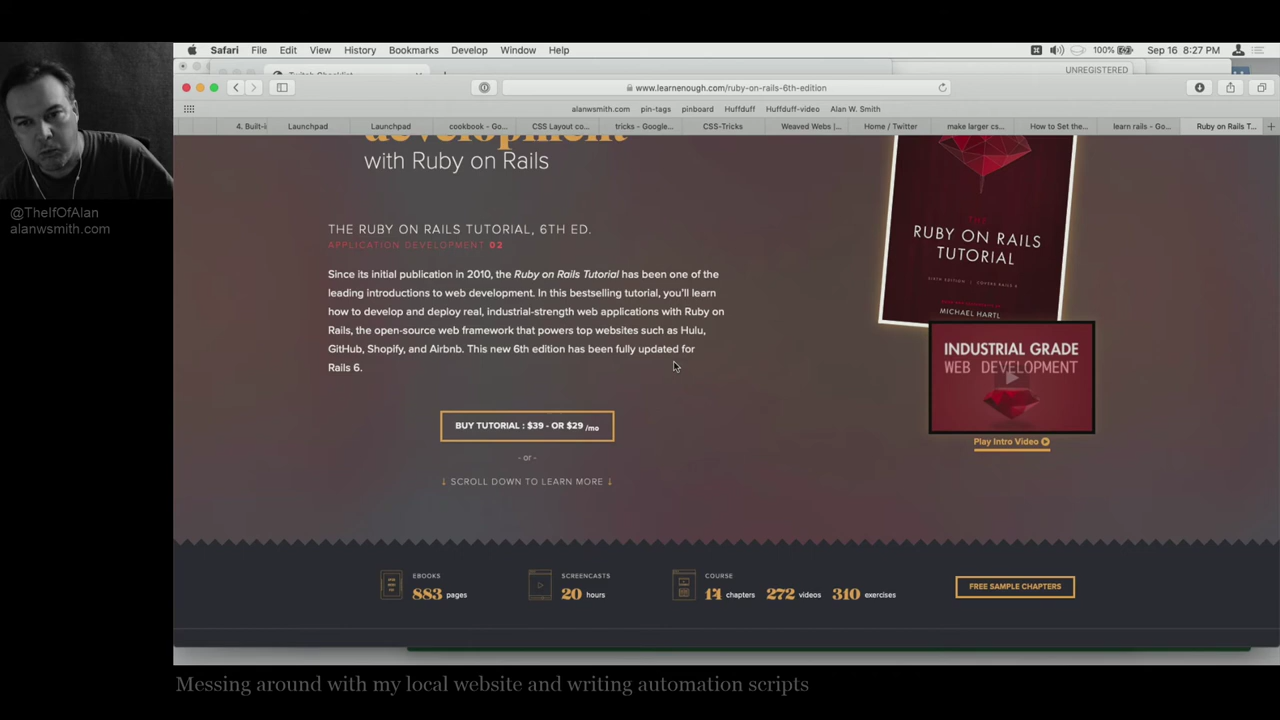 Safari File Edit View History Bookmarks Develop Window Help
100% Sep 16 8:27 PM
Twitch Checklist
UNREGISTERED
www.learnenough.com/ruby-on-rails-6th-edition
alanwsmith.com pin-tags pinboard Huffduff Huffduff-video Alan W. Smith
4. Built-i Launchpad Launchpad cookbook - Go... CSS Layout co... tricks - Google... CSS-Tricks Weaved Webs |... Home / Twitter make larger cs... How to Set the... learn rails - Go... Ruby on Rails T...
development
with Ruby on Rails
THE RUBY ON RAILS TUTORIAL, 6TH ED.
APPLICATION DEVELOPMENT 02
Since its initial publication in 2010, the Ruby on Rails Tutorial has been one of the
leading introductions to web development. In this bestselling tutorial, you'll learn
how to develop and deploy real, industrial-strength web applications with Ruby on
Rails, the open-source web framework that powers top websites such as Hulu,
GitHub, Shopify, and Airbnb. This new 6th edition has been fully updated for
Rails 6.
BUY TUTORIAL : $39 - OR $29 /mo
- or -
↓ SCROLL DOWN TO LEARN MORE ↓
THE
RUBY ON RAILS
TUTORIAL
MICHAEL HARTL
INDUSTRIAL GRADE
WEB DEVELOPMENT
Play Intro Video
EBOOKS
883 pages
SCREENCASTS
20 hours
COURSE
14 chapters 272 videos 310 exercises
FREE SAMPLE CHAPTERS
@TheIfOfAlan
alanwsmith.com
Messing around with my local website and writing automation scripts